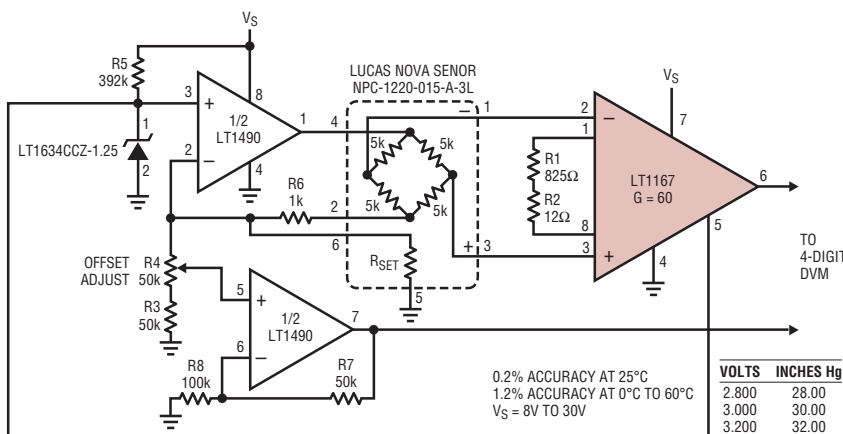 VS
R5
392k
LUCAS NOVA SENOR
NPC-1220-015-A-3L
VS
3
+
8
1/2
LT1490
1
4
1
–
2
–
7
1
LT1634CCZ-1.25
1
2
2
–
4
5k
5k
5k
5k
R1
825Ω
R2
12Ω
LT1167
G = 60
6
R6
1k
2
8
5
6
+
3
3
+
4
TO
4-DIGIT
DVM
OFFSET
ADJUST
R4
50k
RSET
5
R3
50k
5
+
1/2
LT1490
7
6
–
R8
100k
R7
50k
0.2% ACCURACY AT 25°C
1.2% ACCURACY AT 0°C TO 60°C
VS = 8V TO 30V
VOLTS INCHES Hg
2.800 28.00
3.000 30.00
3.200 32.00